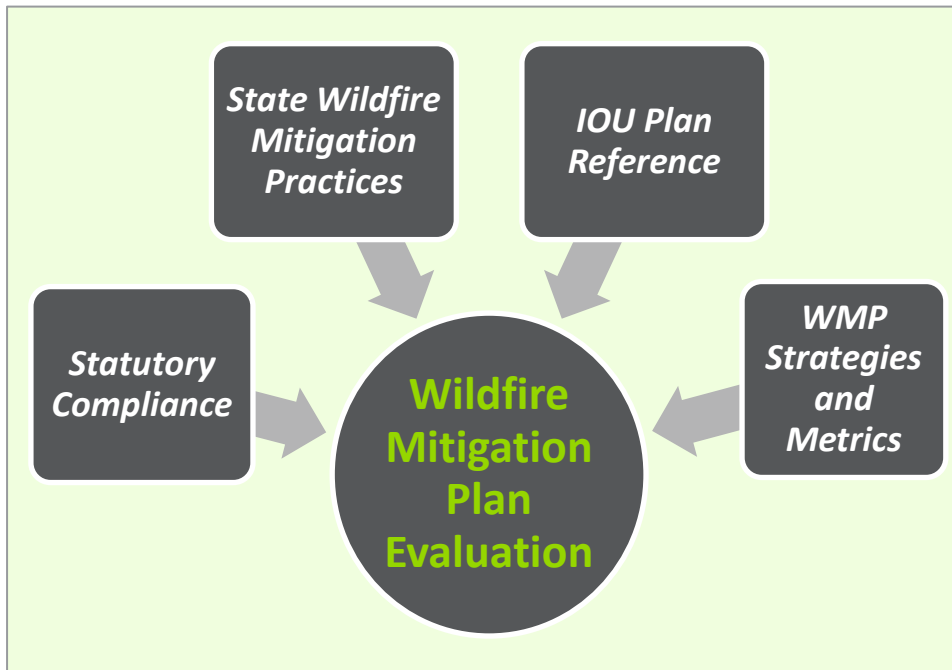 State Wildfire
Mitigation
Practices
IOU Plan
Reference
Statutory
Compliance
WMP
Strategies
and
Metrics
Wildfire
Mitigation
Plan
Evaluation